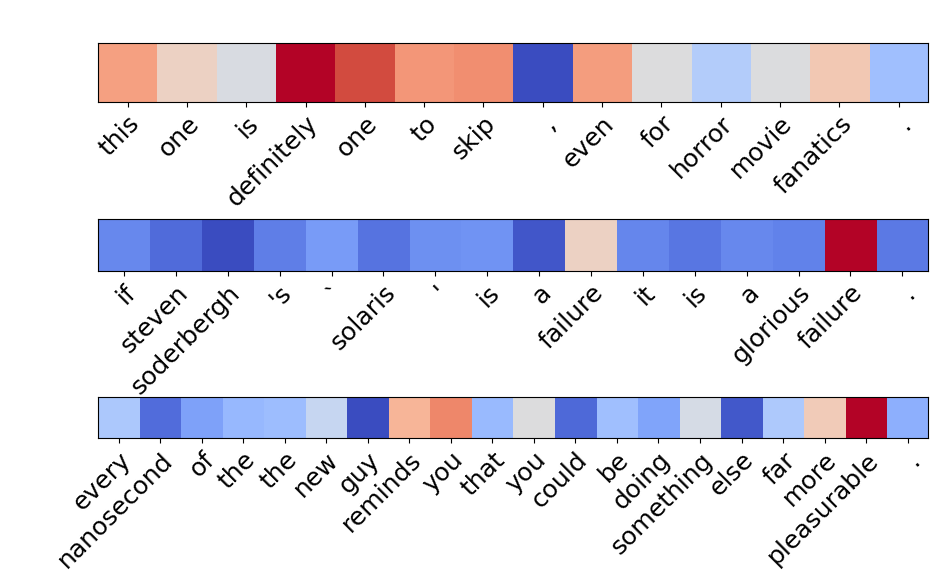 this one is definitely one to skip , even for horror movie fanatics .
if steven soderbergh 's ` solaris ' is a failure it is a glorious failure .
every nanosecond of the the new guy reminds you that you could be doing something else far more pleasurable .